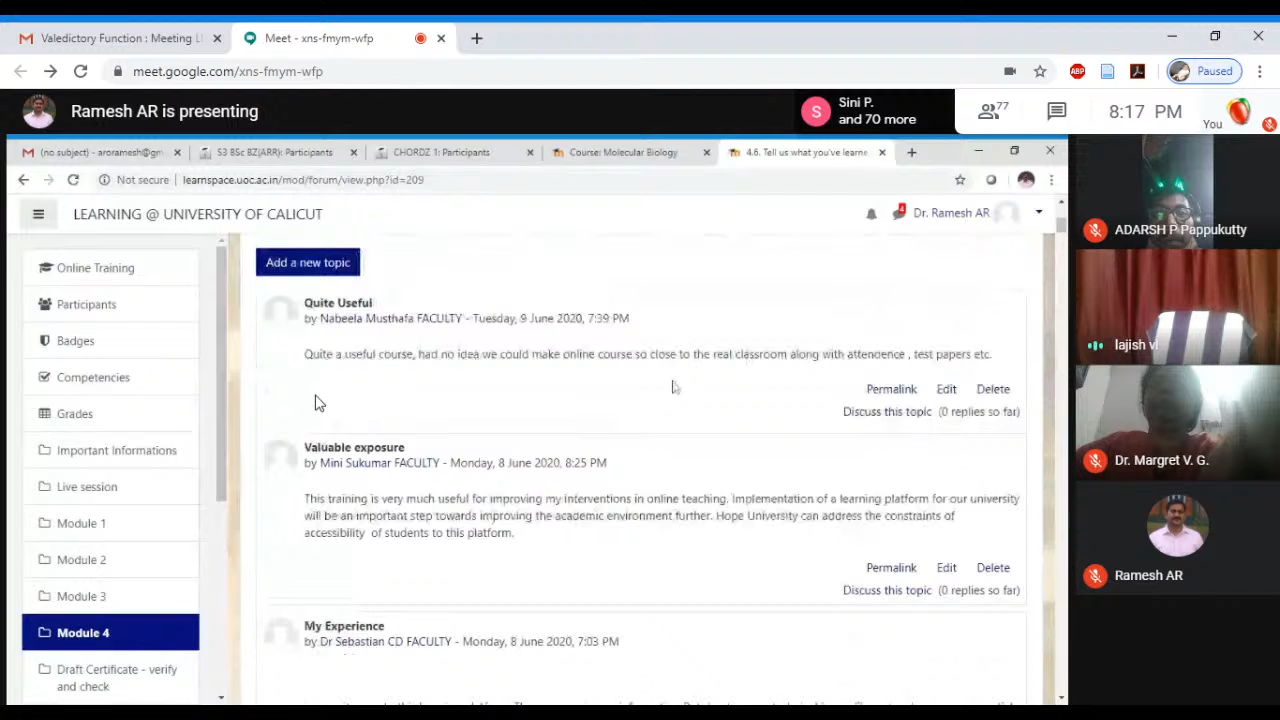 Valedictory Function : Meeting Li
Meet - xns-fmym-wfp
meet.google.com/xns-fmym-wfp
ABP
Paused
Ramesh AR is presenting
S
Sini P.
and 70 more
77
8:17 PM
You
(no subject) - aroramesh@gm
S3 BSc BZ(ARR): Participants
CHORDZ 1: Participants
Course: Molecular Biology
4.6. Tell us what you've learne
Not secure
learnspace.uoc.ac.in/mod/forum/view.php?id=209
LEARNING @ UNIVERSITY OF CALICUT
4
Dr. Ramesh AR
Online Training
Participants
Badges
Competencies
Grades
Important Informations
Live session
Module 1
Module 2
Module 3
Module 4
Draft Certificate - verify
and check
Add a new topic
Quite Useful
by Nabeela Musthafa FACULTY - Tuesday, 9 June 2020, 7:39 PM
Quite a useful course, had no idea we could make online course so close to the real classroom along with attendence , test papers etc.
Permalink Edit Delete
Discuss this topic (0 replies so far)
Valuable exposure
by Mini Sukumar FACULTY - Monday, 8 June 2020, 8:25 PM
This training is very much useful for improving my interventions in online teaching. Implementation of a learning platform for our university
will be an important step towards improving the academic environment further. Hope University can address the constraints of
accessibility of students to this platform.
Permalink Edit Delete
Discuss this topic (0 replies so far)
My Experience
by Dr Sebastian CD FACULTY - Monday, 8 June 2020, 7:03 PM
ADARSH P Pappukutty
lajish vl
Dr. Margret V. G.
Ramesh AR